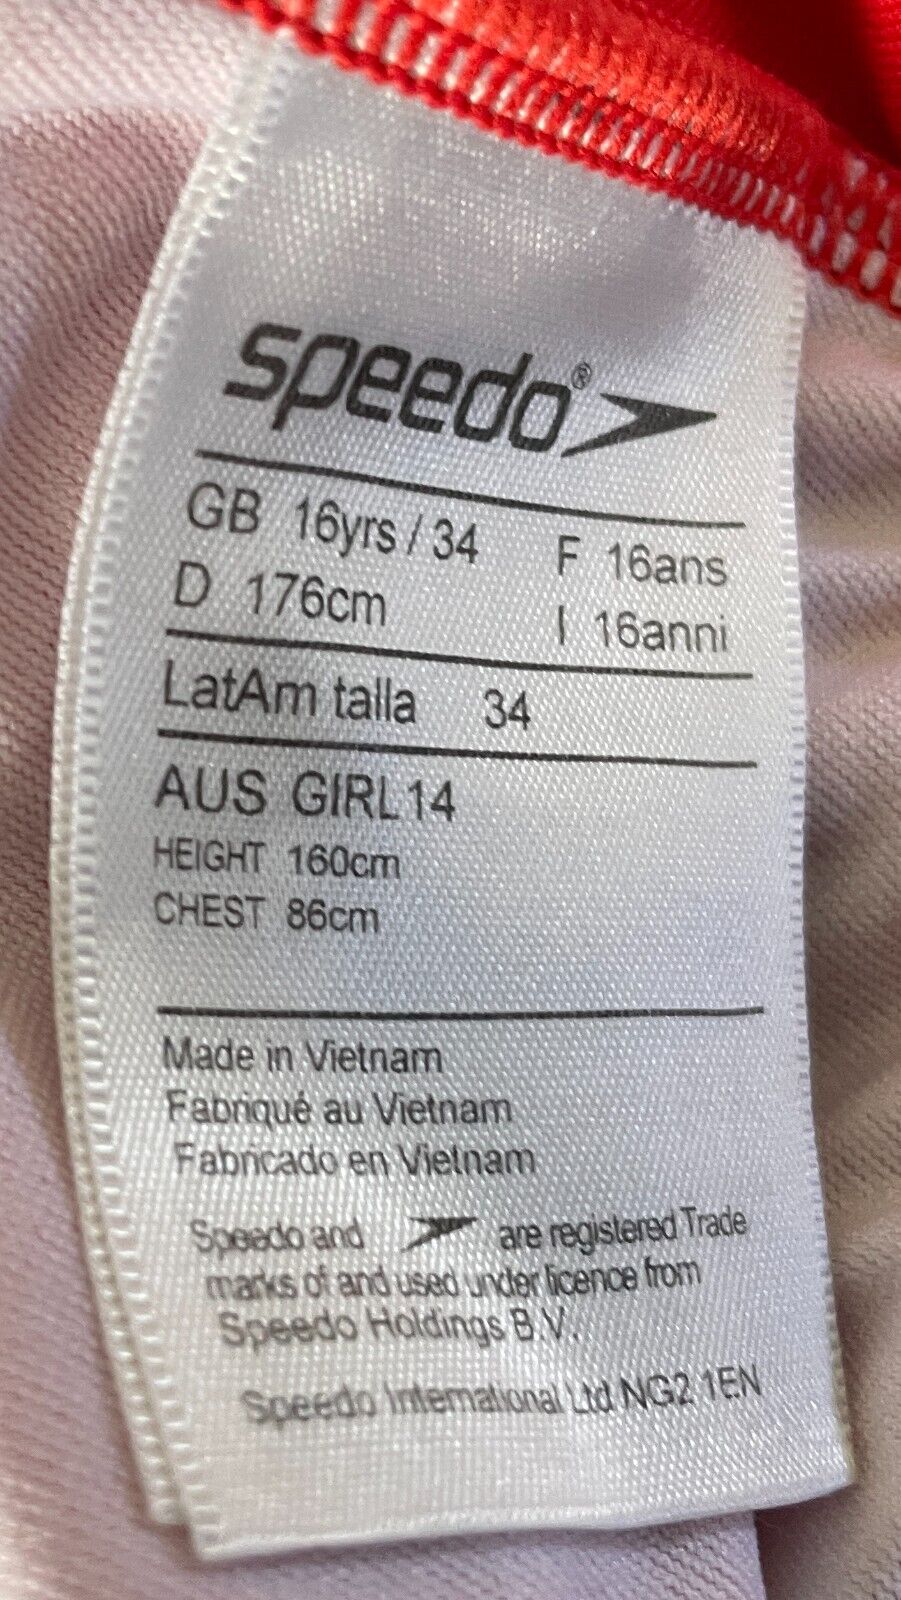 speedo®
GB 16yrs / 34 F 16ans
D 176cm I 16anni
LatAm talla 34
AUS GIRL 14
HEIGHT 160cm
CHEST 86cm
Made in Vietnam
Fabriqué au Vietnam
Fabricado en Vietnam
Speedo and are registered Trade
marks of and used under licence from
Speedo Holdings B.V.
Speedo International Ltd NG2 1EN